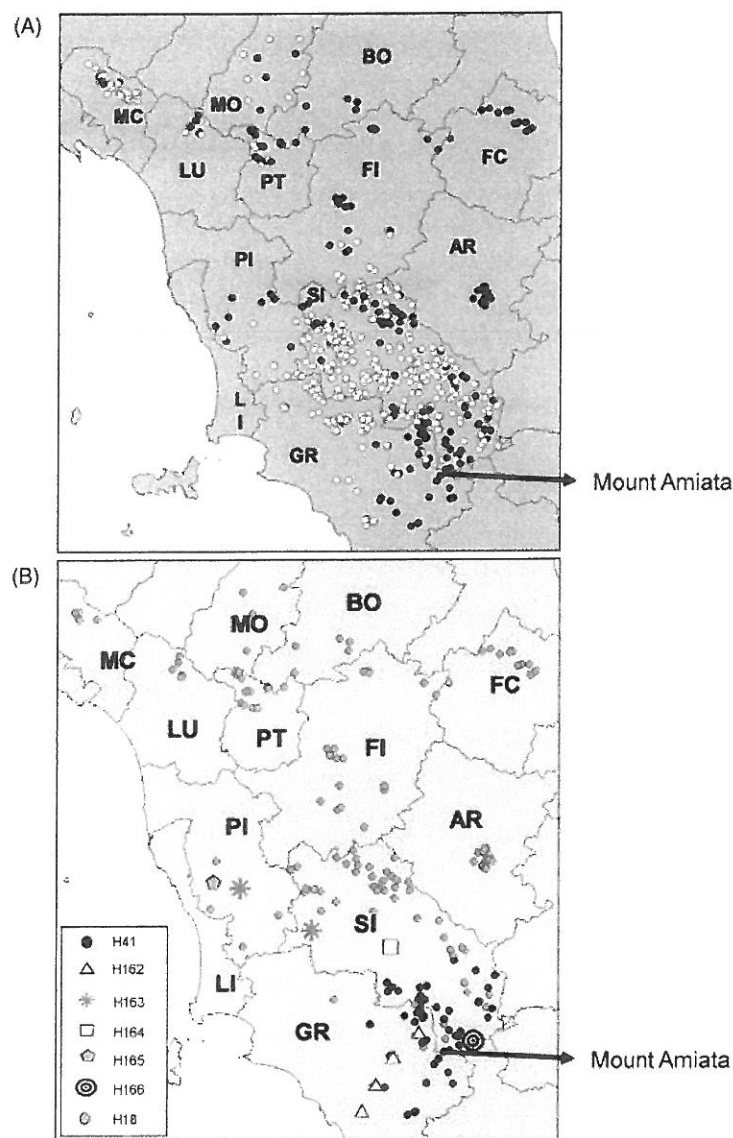 (A)
BO
MC
MO
LU
PT
FI
FC
PI
AR
SI
L
I
GR
Mount Amiata
(B)
BO
MO
MC
FC
LU
PT
FI
PI
AR
SI
LI
GR
H41
H162
H163
H164
H165
H166
H18
Mount Amiata